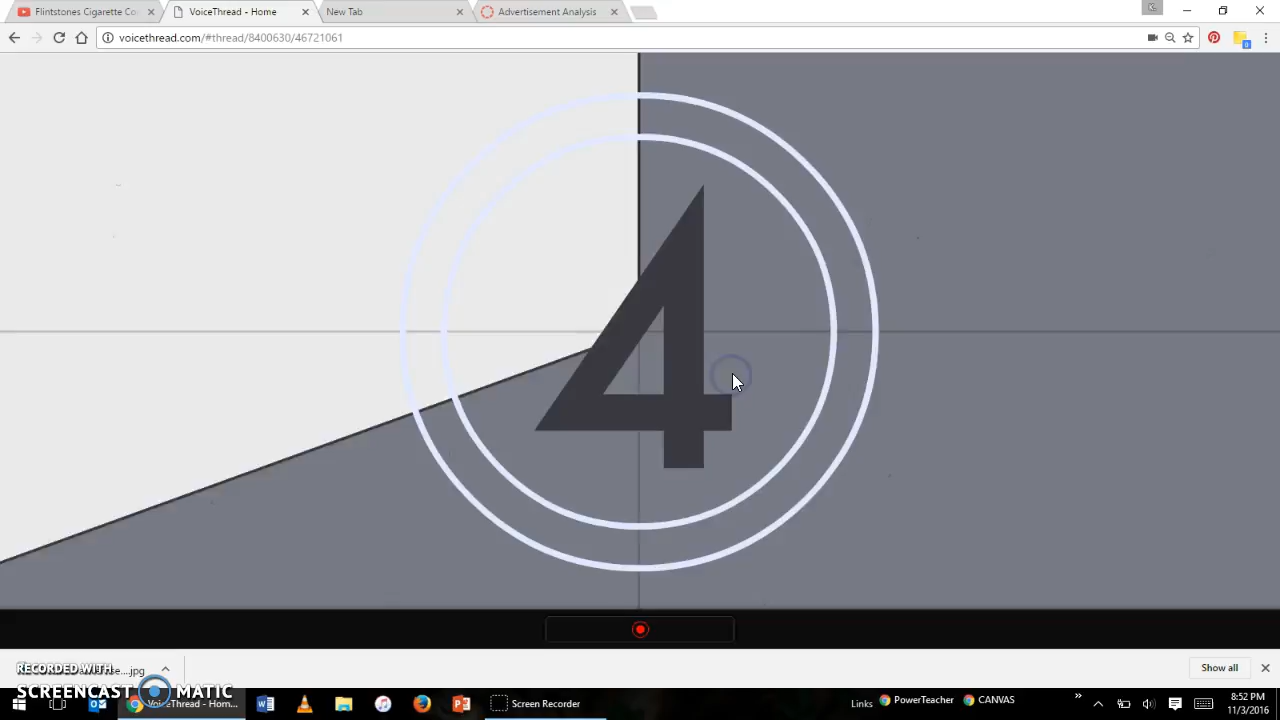 Flintstones Cigarette Co
VoiceThread - Home
New Tab
Advertisement Analysis
voicethread.com/#thread/8400630/46721061
4
RECORDED WITH
.jpg
Show all
SCREENCAST MATIC
VoiceThread - Hom...
Screen Recorder
Links
PowerTeacher
CANVAS
8:52 PM
11/3/2016